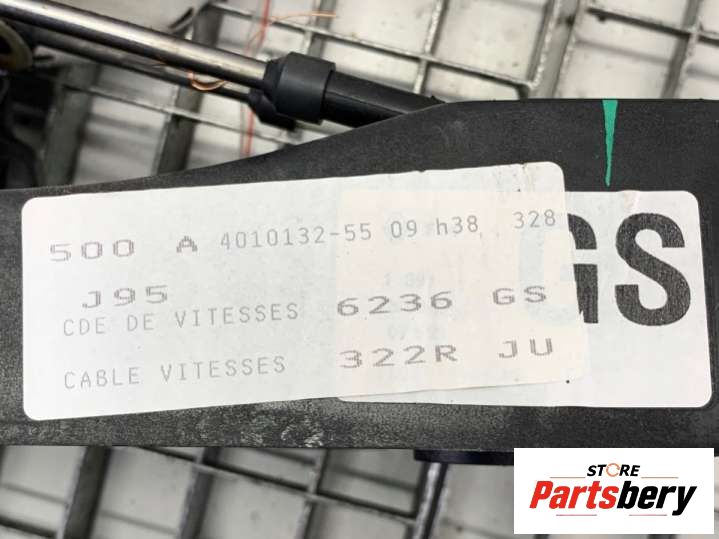 500 A 4010132-55 09 h38 328
J95
CDE DE VITESSES 6236 GS
CABLE VITESSES 322R JU
GS
STORE
Partsbery